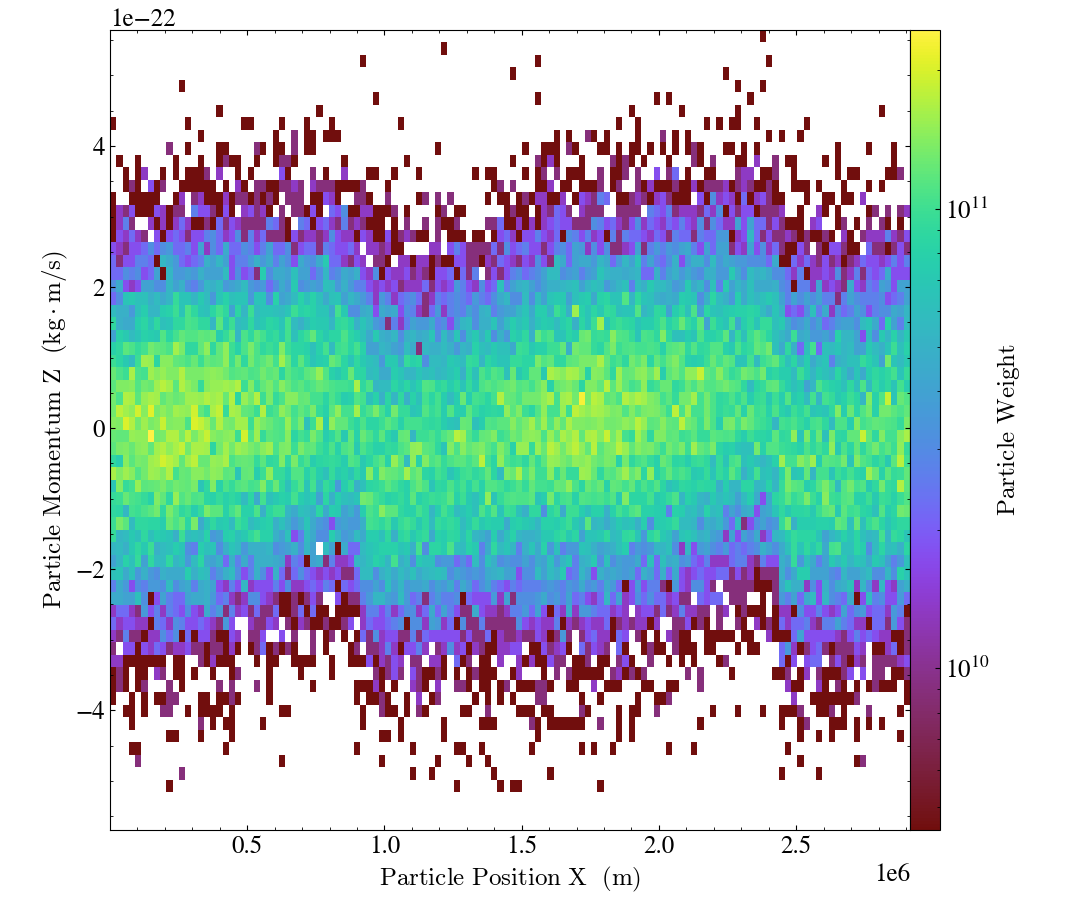 1e−22
4
2
0
−2
−4
Particle Momentum Z (kg · m/s)
0.5 1.0 1.5 2.0 2.5
1e6
Particle Position X (m)
10¹¹
10¹⁰
Particle Weight